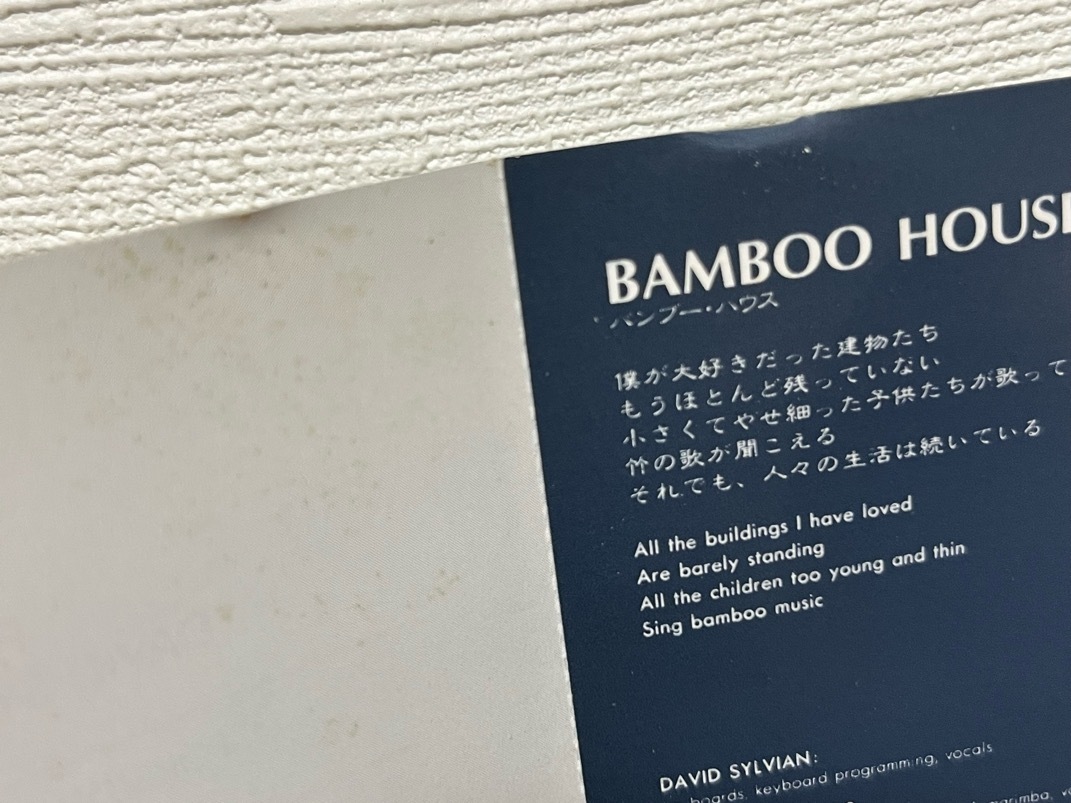 BAMBOO HOUS
バンブー・ハウス
僕が大好きだった建物たち
もうほとんど残っていない
小さくてやせ細った子供たちが歌って
竹の歌が聞こえる
それでも、人々の生活は続いている
All the buildings I have loved
Are barely standing
All the children too young and thin
Sing bamboo music
DAVID SYLVIAN:
boards, keyboard programming, vocals